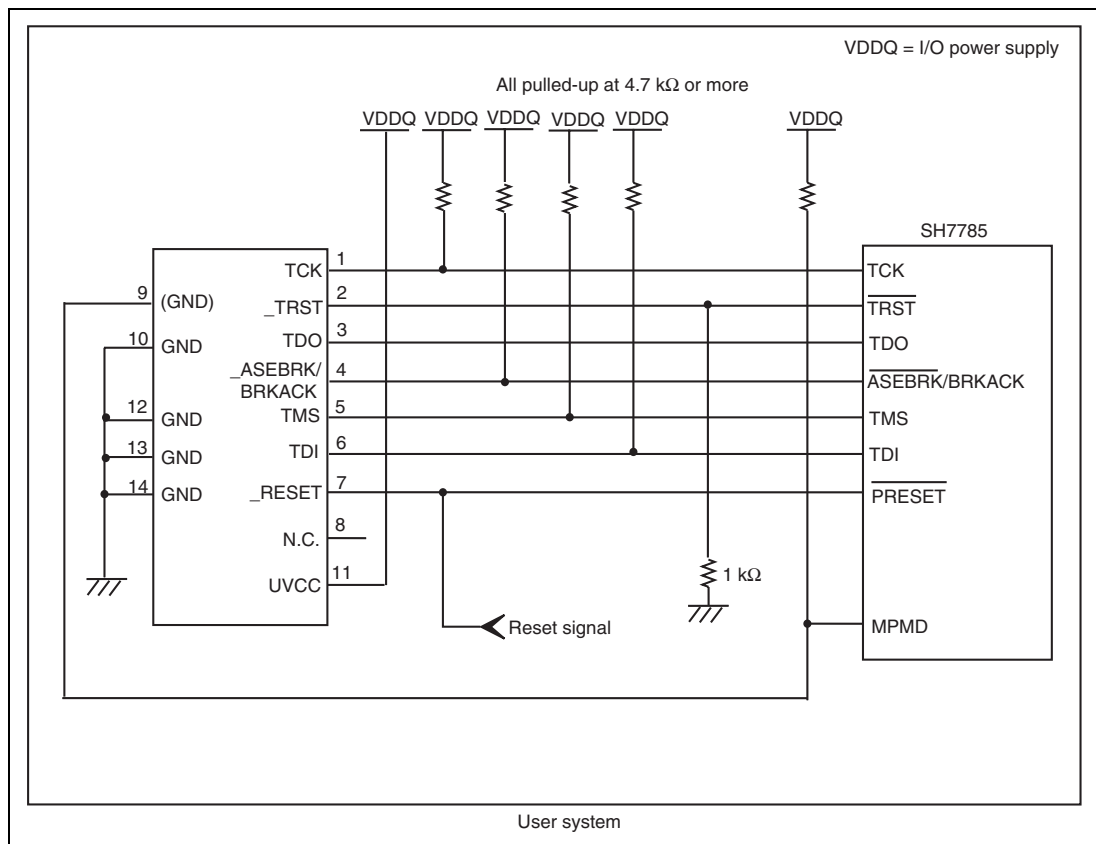 VDDQ = I/O power supply
All pulled-up at 4.7 kΩ or more
VDDQ VDDQ VDDQ VDDQ VDDQ VDDQ
SH7785
TCK 1 TCK
9 (GND) _TRST 2 TRST
TDO 3 TDO
10 GND
_ASEBRK/
BRKACK 4 ASEBRK/BRKACK
12 GND TMS 5 TMS
13 GND TDI 6 TDI
14 GND _RESET 7 PRESET
N.C. 8
UVCC 11
1 kΩ
Reset signal
MPMD
User system